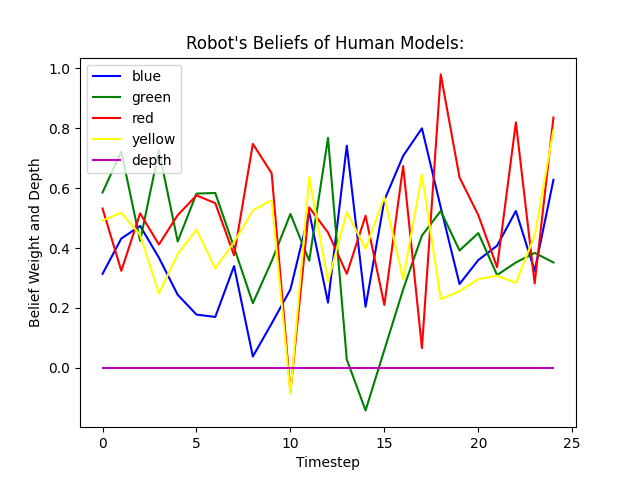 Robot's Beliefs of Human Models:
blue
green
red
yellow
depth
Belief Weight and Depth
1.0
0.8
0.6
0.4
0.2
0.0
0 5 10 15 20 25
Timestep